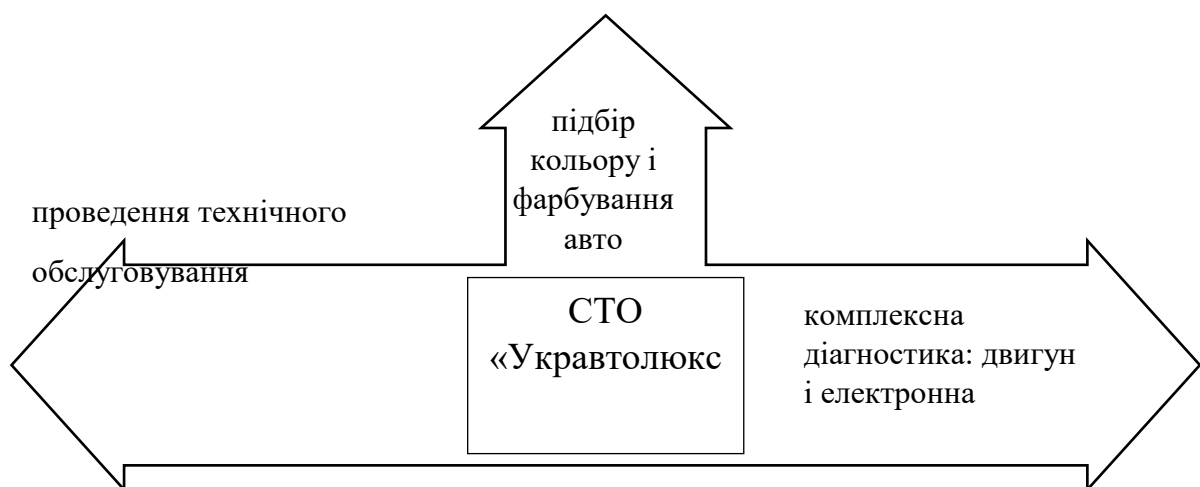 підбір
кольору і
фарбування
авто
проведення технічного
обслуговування
СТО
«Укравтолюкс
комплексна
діагностика: двигун
і електронна